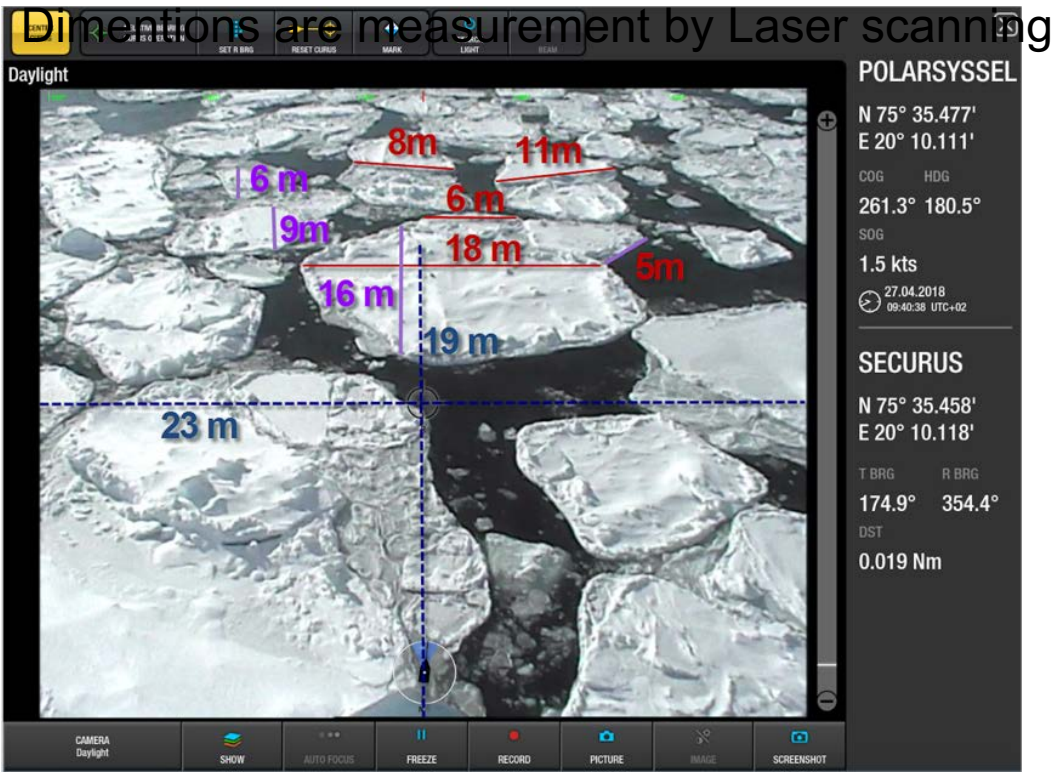 Dimentions are measurement by Laser scanning
SET R BRG
RESET CURUS
MARK
LIGHT
BEAM
Daylight
8m
11m
6 m
6 m
9m
18 m
5m
16 m
19 m
23 m
POLARSYSSEL
N 75° 35.477'
E 20° 10.111'
COG HDG
261.3° 180.5°
SOG
1.5 kts
27.04.2018
09:40:38 UTC+02
SECURUS
N 75° 35.458'
E 20° 10.118'
T BRG R BRG
174.9° 354.4°
DST
0.019 Nm
CAMERA
Daylight
SHOW
AUTO FOCUS
FREEZE
RECORD
PICTURE
IMAGE
SCREENSHOT